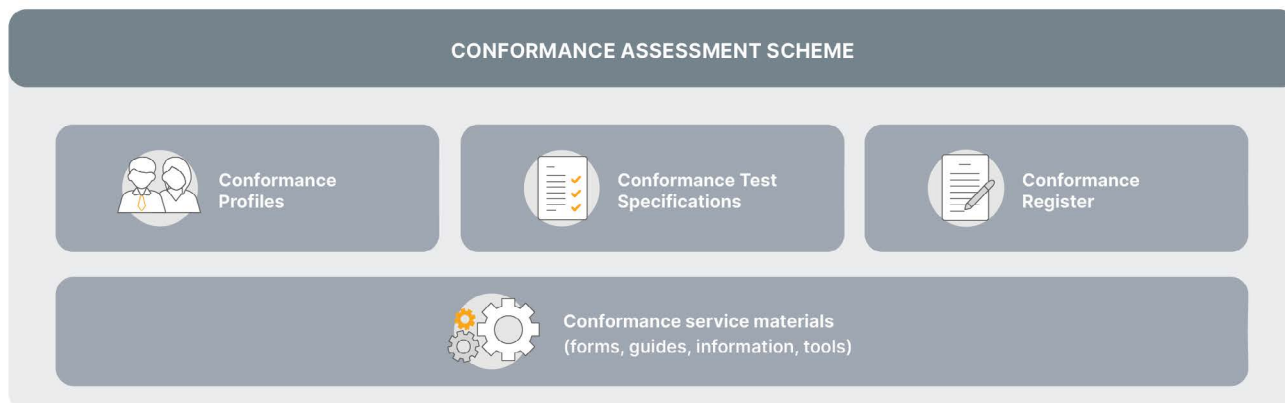 CONFORMANCE ASSESSMENT SCHEME
Conformance
Profiles
Conformance Test
Specifications
Conformance
Register
Conformance service materials
(forms, guides, information, tools)